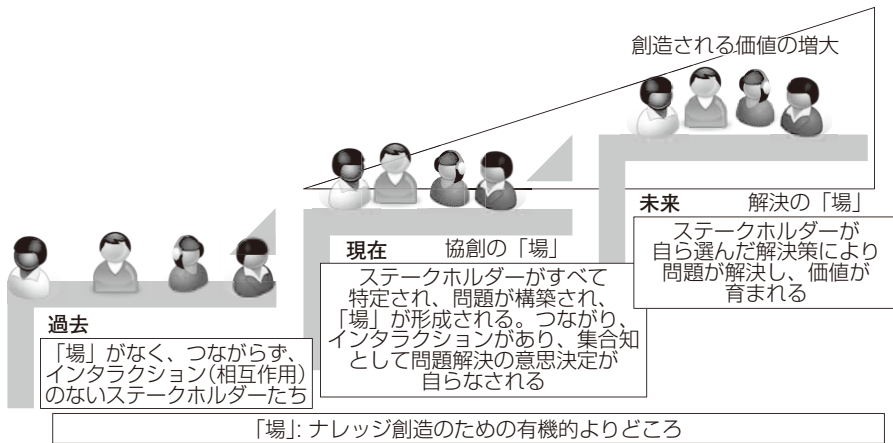 創造される価値の増大
未来　解決の「場」
ステークホルダーが
自ら選んだ解決策により
問題が解決し、価値が
育まれる
現在　協創の「場」
ステークホルダーがすべて
特定され、問題が構築され、
「場」が形成される。つながり、
インタラクションがあり、集合知
として問題解決の意思決定が
自らなされる
過去
「場」がなく、つながらず、
インタラクション(相互作用)
のないステークホルダーたち
「場」: ナレッジ創造のための有機的よりどころ